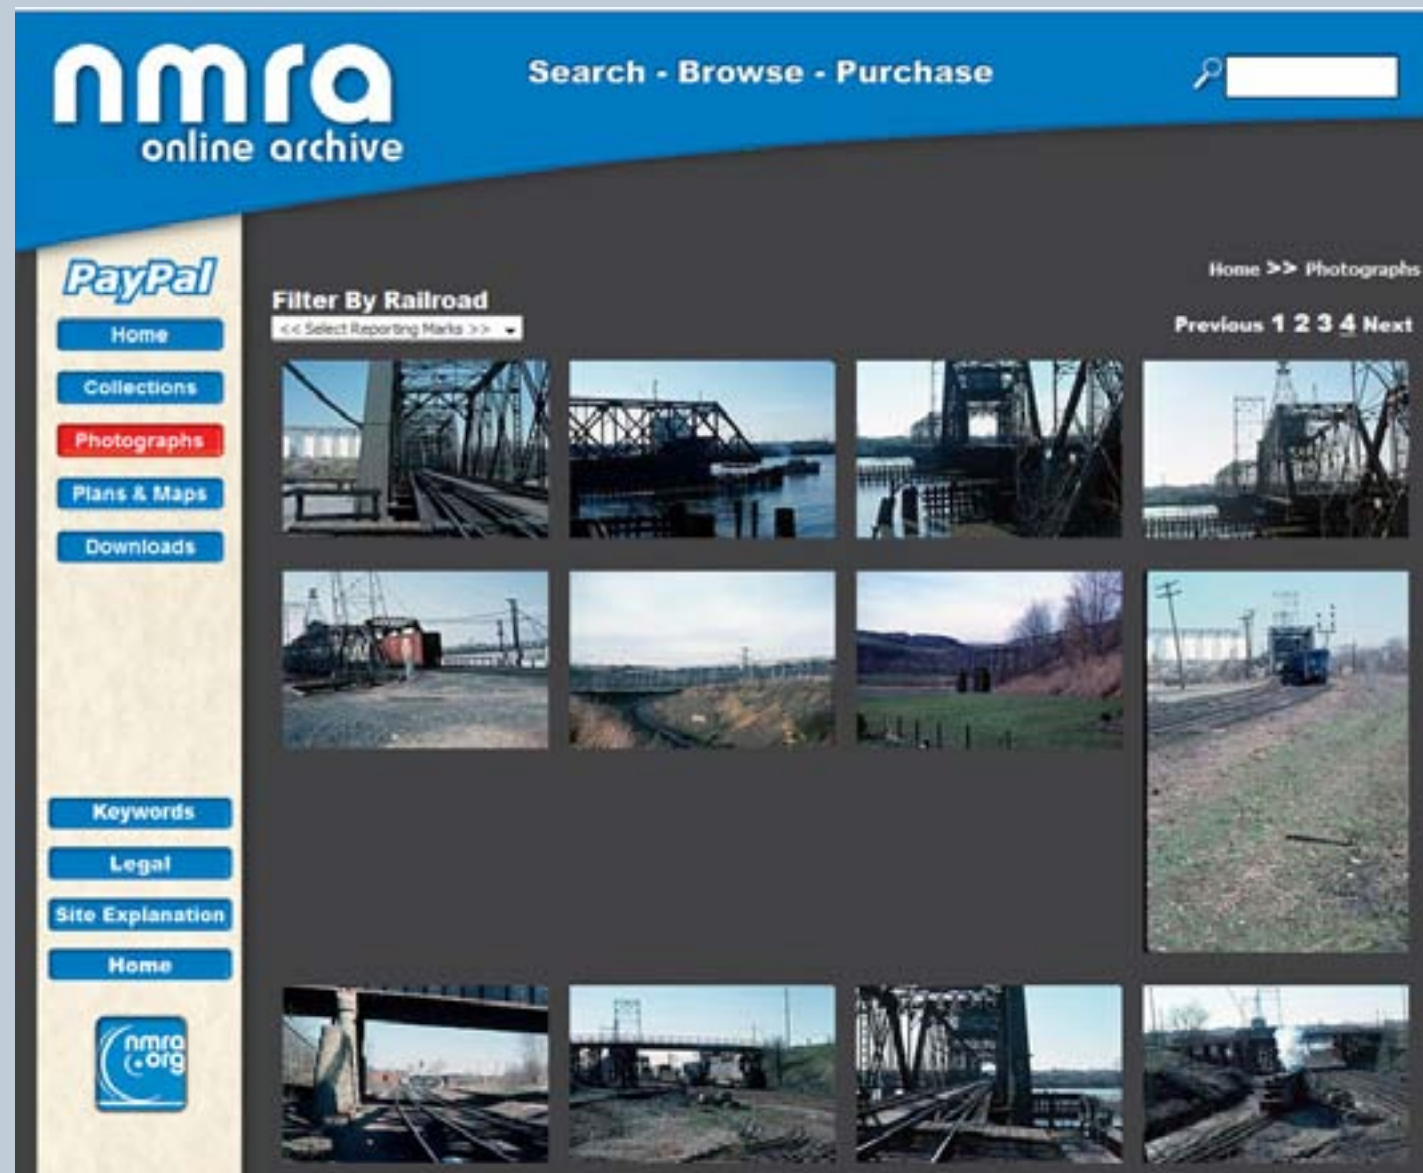 nmra
online archive
Search - Browse - Purchase
PayPal
Home
Collections
Photographs
Plans & Maps
Downloads
Keywords
Legal
Site Explanation
Home
nmra
.org
Home >> Photographs
Filter By Railroad
<< Select Reporting Marks >>
Previous 1 2 3 4 Next